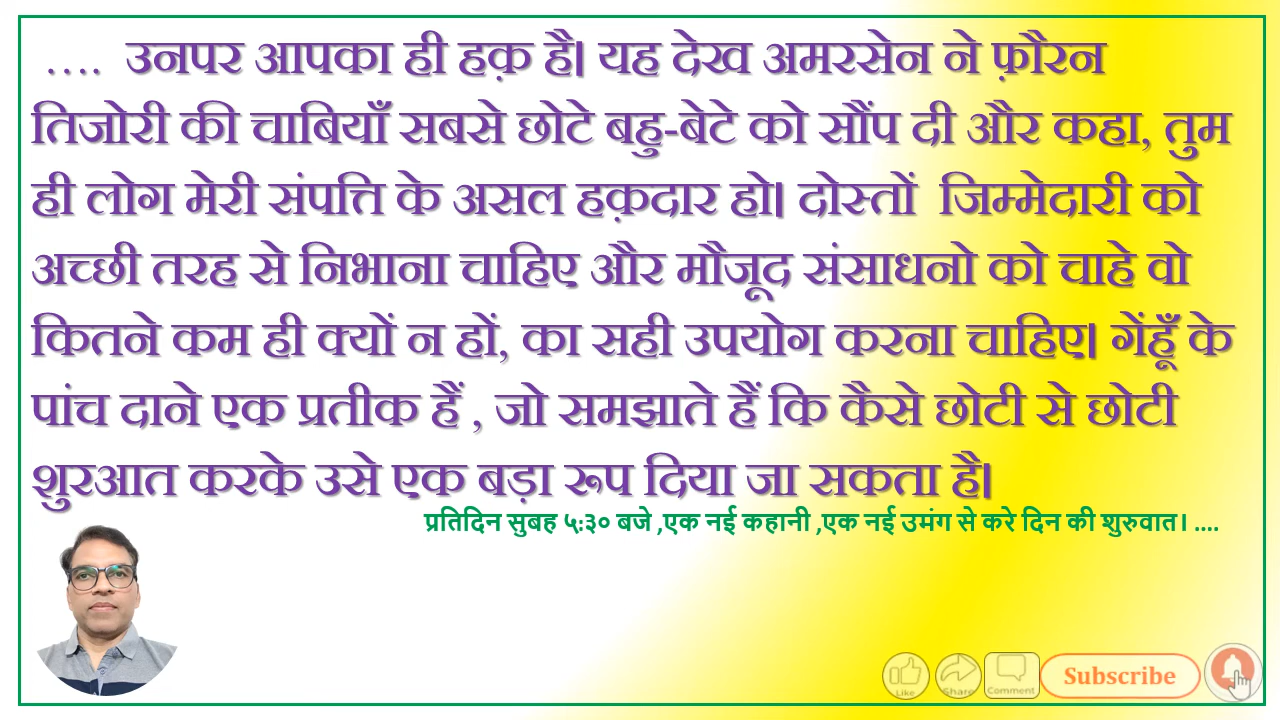 .... उनपर आपका ही हक़ है| यह देख अमरसेन ने फ़ौरन
तिजोरी की चाबियाँ सबसे छोटे बहु-बेटे को सौंप दी और कहा, तुम
ही लोग मेरी संपत्ति के असल हक़दार हो| दोस्तों जिम्मेदारी को
अच्छी तरह से निभाना चाहिए और मौजूद संसाधनो को चाहे वो
कितने कम ही क्यों न हों, का सही उपयोग करना चाहिए| गेंहूँ के
पांच दाने एक प्रतीक हैं , जो समझाते हैं कि कैसे छोटी से छोटी
शुरआत करके उसे एक बड़ा रूप दिया जा सकता है|
प्रतिदिन सुबह ५:३० बजे ,एक नई कहानी ,एक नई उमंग से करे दिन की शुरुवात। ....
Like Share Comment Subscribe